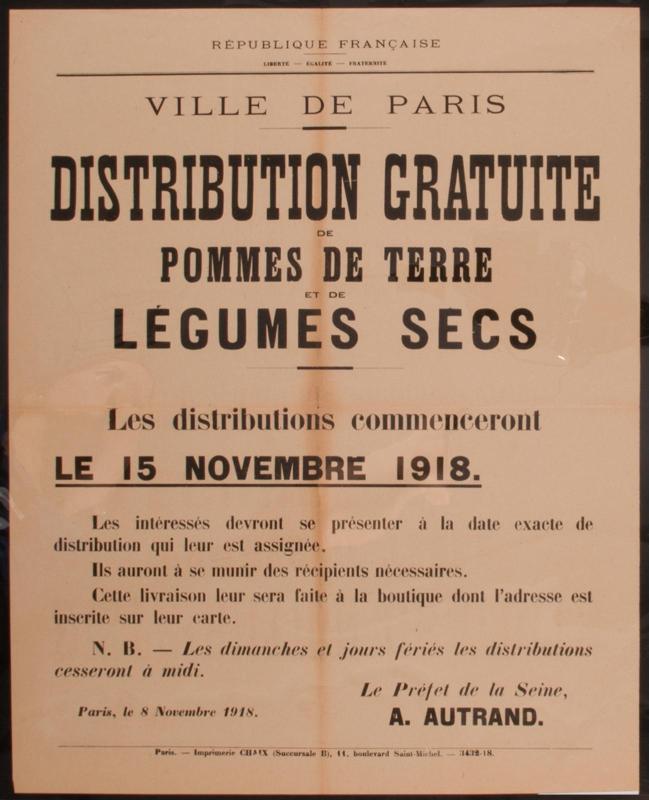 RÉPUBLIQUE FRANÇAISE
LIBERTÉ — ÉGALITÉ — FRATERNITÉ
VILLE DE PARIS
DISTRIBUTION GRATUITE
DE
POMMES DE TERRE
ET DE
LÉGUMES SECS
Les distributions commenceront
LE 15 NOVEMBRE 1918.
Les intéressés devront se présenter à la date exacte de
distribution qui leur est assignée.
Ils auront à se munir des récipients nécessaires.
Cette livraison leur sera faite à la boutique dont l'adresse est
inscrite sur leur carte.
N. B. — Les dimanches et jours fériés les distributions
cesseront à midi.
Le Préfet de la Seine,
Paris, le 8 Novembre 1918.
A. AUTRAND.
Paris. — Imprimerie CHAIX (Succursale B), 11, boulevard Saint-Michel. — 3432-18.